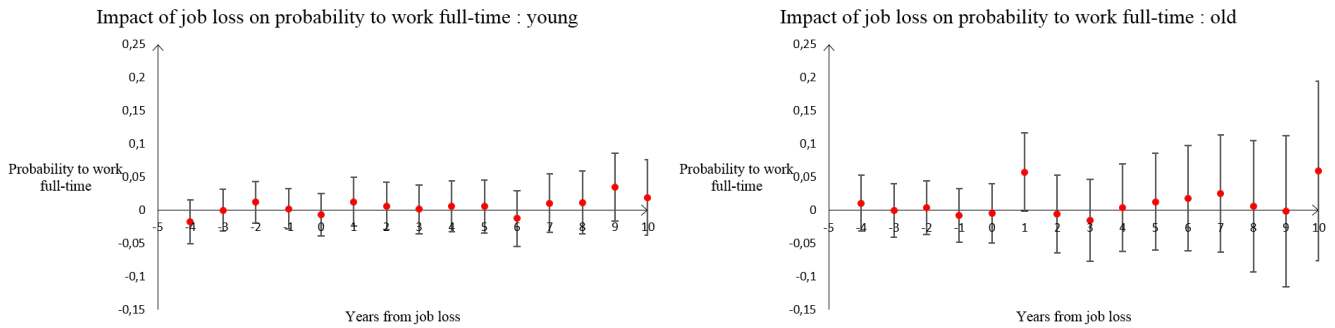 Impact of job loss on probability to work full-time : young
0,25
0,2
0,15
0,1
0,05
0
-0,05
-0,1
-0,15
Probability to work
full-time
-5 -4 -3 -2 -1 0 1 2 3 4 5 6 7 8 9 10
Years from job loss
Impact of job loss on probability to work full-time : old
0,25
0,2
0,15
0,1
0,05
0
-0,05
-0,1
-0,15
Probability to work
full-time
-5 -4 -3 -2 -1 0 1 2 3 4 5 6 7 8 9 10
Years from job loss